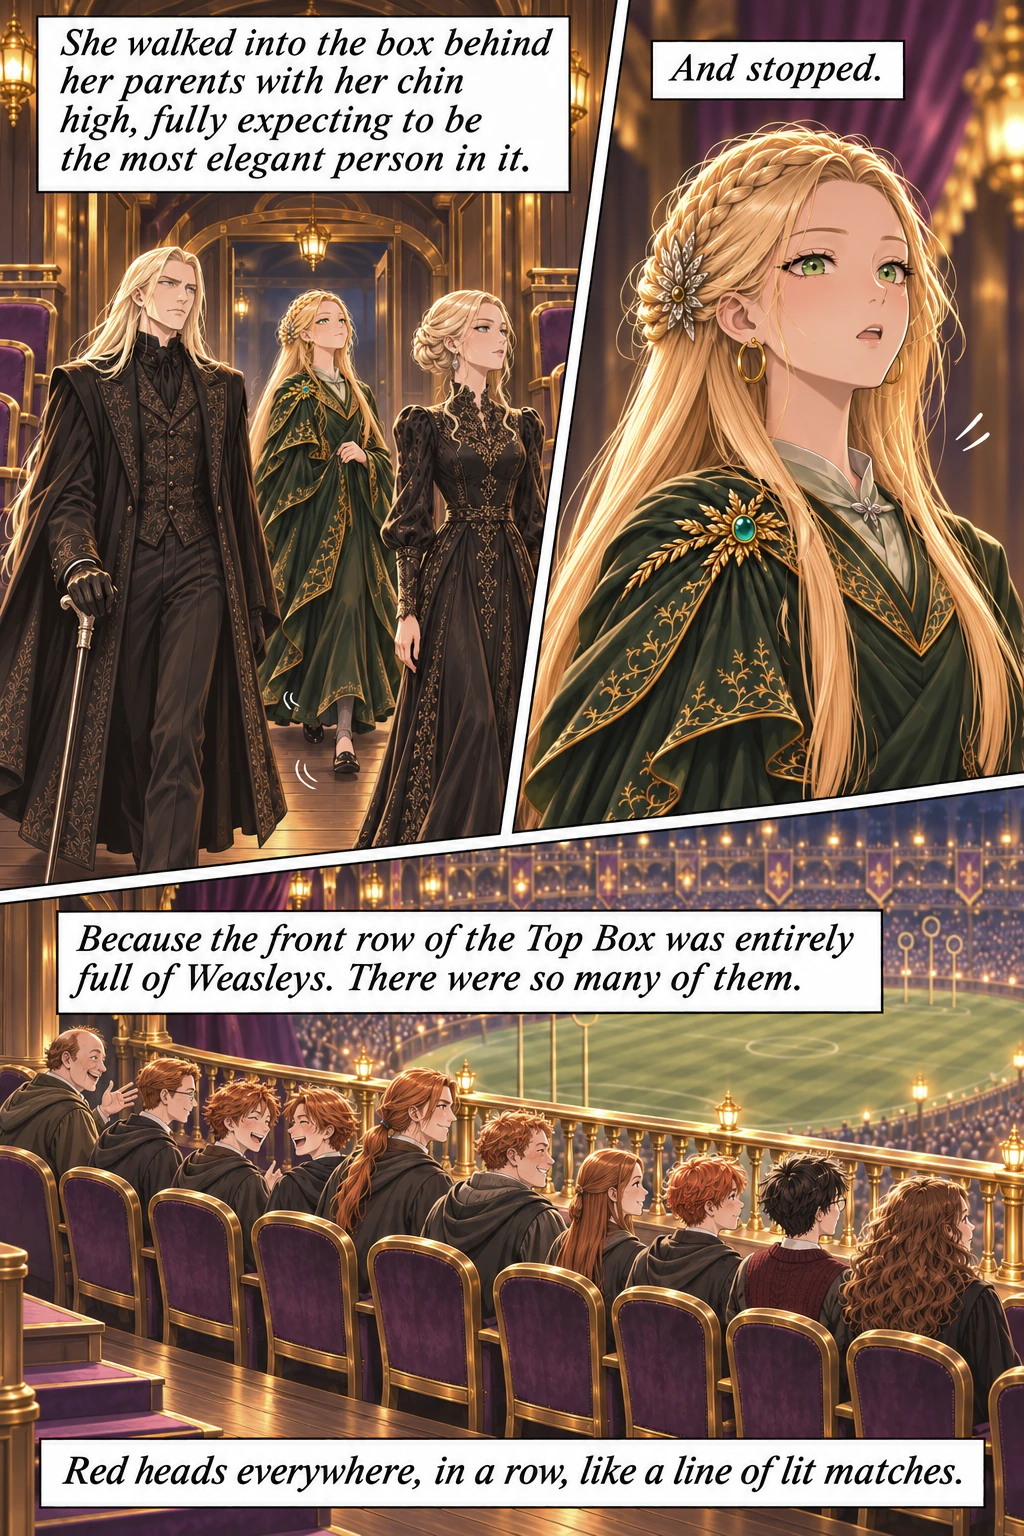 She walked into the box behind
her parents with her chin
high, fully expecting to be
the most elegant person in it.
And stopped.
Because the front row of the Top Box was entirely
full of Weasleys. There were so many of them.
Red heads everywhere, in a row, like a line of lit matches.